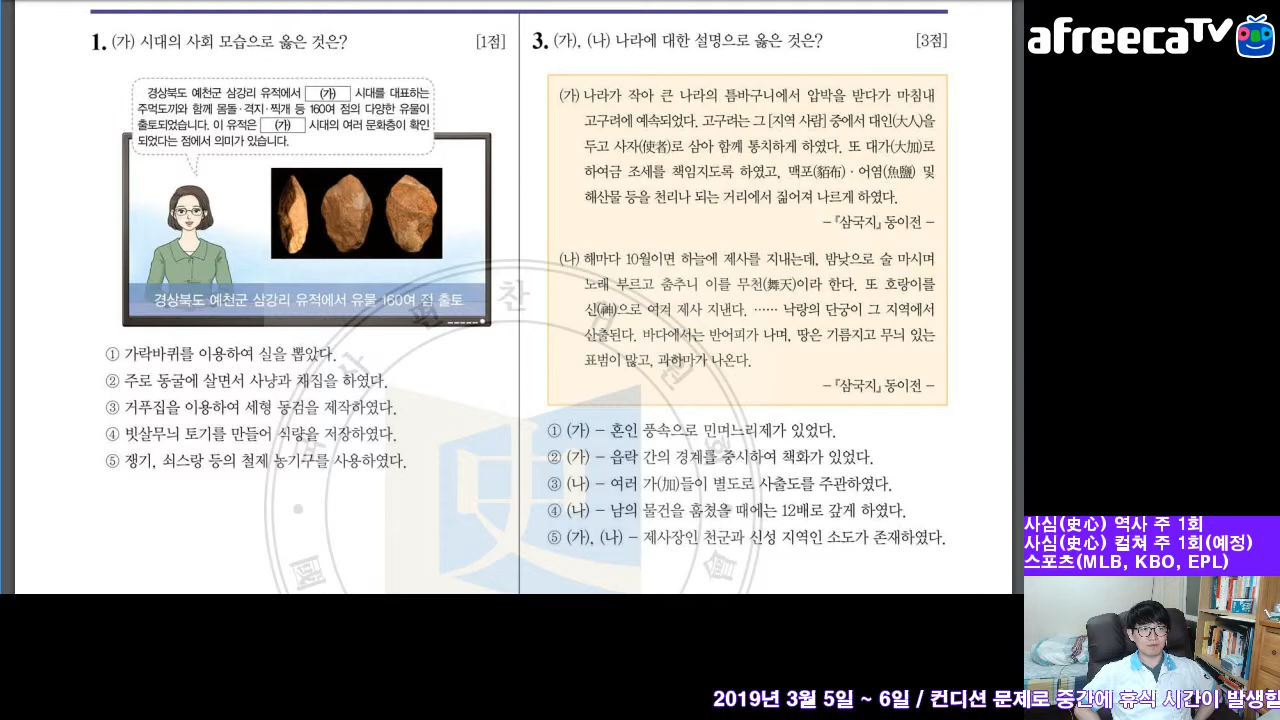 1. (가) 시대의 사회 모습으로 옳은 것은? [1점]
경상북도 예천군 삼강리 유적에서 (가) 시대를 대표하는
주먹도끼와 함께 몸돌·격지·찍개 등 160여 점의 다양한 유물이
출토되었습니다. 이 유적은 (가) 시대의 여러 문화층이 확인
되었다는 점에서 의미가 있습니다.
경상북도 예천군 삼강리 유적에서 유물 160여 점 출토
① 가락바퀴를 이용하여 실을 뽑았다.
② 주로 동굴에 살면서 사냥과 채집을 하였다.
③ 거푸집을 이용하여 세형 동검을 제작하였다.
④ 빗살무늬 토기를 만들어 식량을 저장하였다.
⑤ 쟁기, 쇠스랑 등의 철제 농기구를 사용하였다.
3. (가), (나) 나라에 대한 설명으로 옳은 것은? [3점]
(가) 나라가 작아 큰 나라의 틈바구니에서 압박을 받다가 마침내
고구려에 예속되었다. 고구려는 그 [지역 사람] 중에서 대인(大人)을
두고 사자(使者)로 삼아 함께 통치하게 하였다. 또 대가(大加)로
하여금 조세를 책임지도록 하였고, 맥포(貊布)·어염(魚鹽) 및
해산물 등을 천리나 되는 거리에서 짊어져 나르게 하였다.
-『삼국지』 동이전 -
(나) 해마다 10월이면 하늘에 제사를 지내는데, 밤낮으로 술 마시며
노래 부르고 춤추니 이를 무천(舞天)이라 한다. 또 호랑이를
신(神)으로 여겨 제사 지낸다. …… 낙랑의 단궁이 그 지역에서
산출된다. 바다에서는 반어피가 나며, 땅은 기름지고 무늬 있는
표범이 많고, 과하마가 나온다.
-『삼국지』 동이전 -
① (가) - 혼인 풍속으로 민며느리제가 있었다.
② (가) - 읍락 간의 경계를 중시하여 책화가 있었다.
③ (나) - 여러 가(加)들이 별도로 사출도를 주관하였다.
④ (나) - 남의 물건을 훔쳤을 때에는 12배로 갚게 하였다.
⑤ (가), (나) - 제사장인 천군과 신성 지역인 소도가 존재하였다.
史
afreecaTV
사심(史心) 역사 주 1회
사심(史心) 컬쳐 주 1회(예정)
스포츠(MLB, KBO, EPL)
2019년 3월 5일 ~ 6일 / 컨디션 문제로 중간에 휴식 시간이 발생함